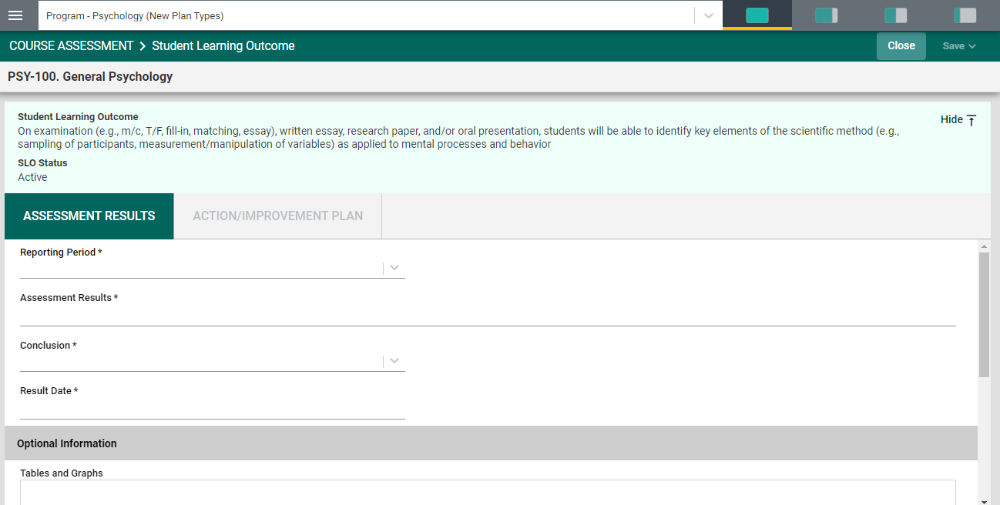 Program - Psychology (New Plan Types)
COURSE ASSESSMENT > Student Learning Outcome
Close
Save
PSY-100. General Psychology
Student Learning Outcome
Hide
On examination (e.g., m/c, T/F, fill-in, matching, essay), written essay, research paper, and/or oral presentation, students will be able to identify key elements of the scientific method (e.g.,
sampling of participants, measurement/manipulation of variables) as applied to mental processes and behavior
SLO Status
Active
ASSESSMENT RESULTS
ACTION/IMPROVEMENT PLAN
Reporting Period *
Assessment Results *
Conclusion *
Result Date *
Optional Information
Tables and Graphs